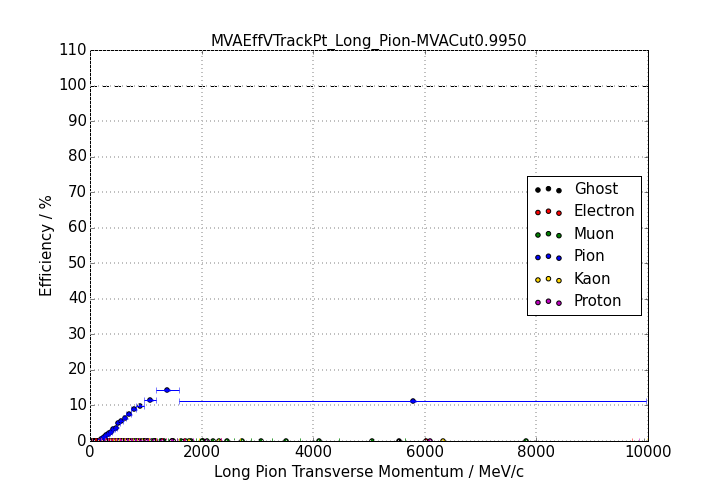 MVAEffVTrackPt_Long_Pion-MVACut0.9950
110
100
90
80
70
60
50
40
30
20
10
0
Efficiency / %
Ghost
Electron
Muon
Pion
Kaon
Proton
0 2000 4000 6000 8000 10000
Long Pion Transverse Momentum / MeV/c